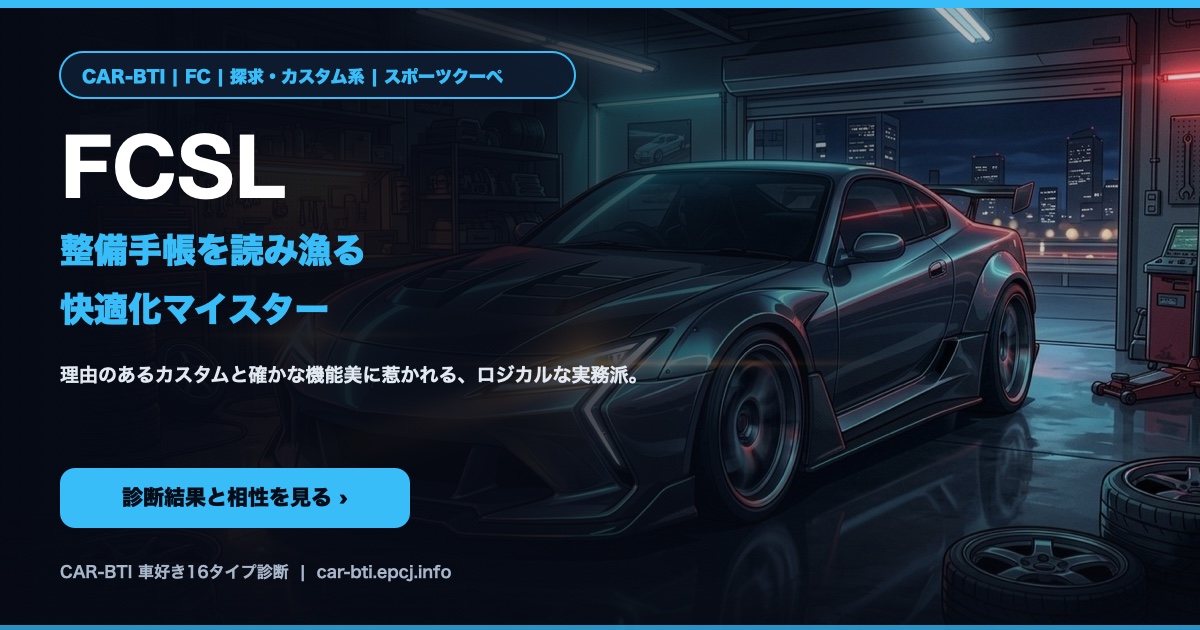 CAR-BTI | FC | 探求・カスタム系 | スポーツクーペ
FCSL
整備手帳を読み漁る
快適化マイスター
理由のあるカスタムと確かな機能美に惹かれる、ロジカルな実務派。
診断結果と相性を見る ›
CAR-BTI 車好き16タイプ診断 | car-bti.epcj.info